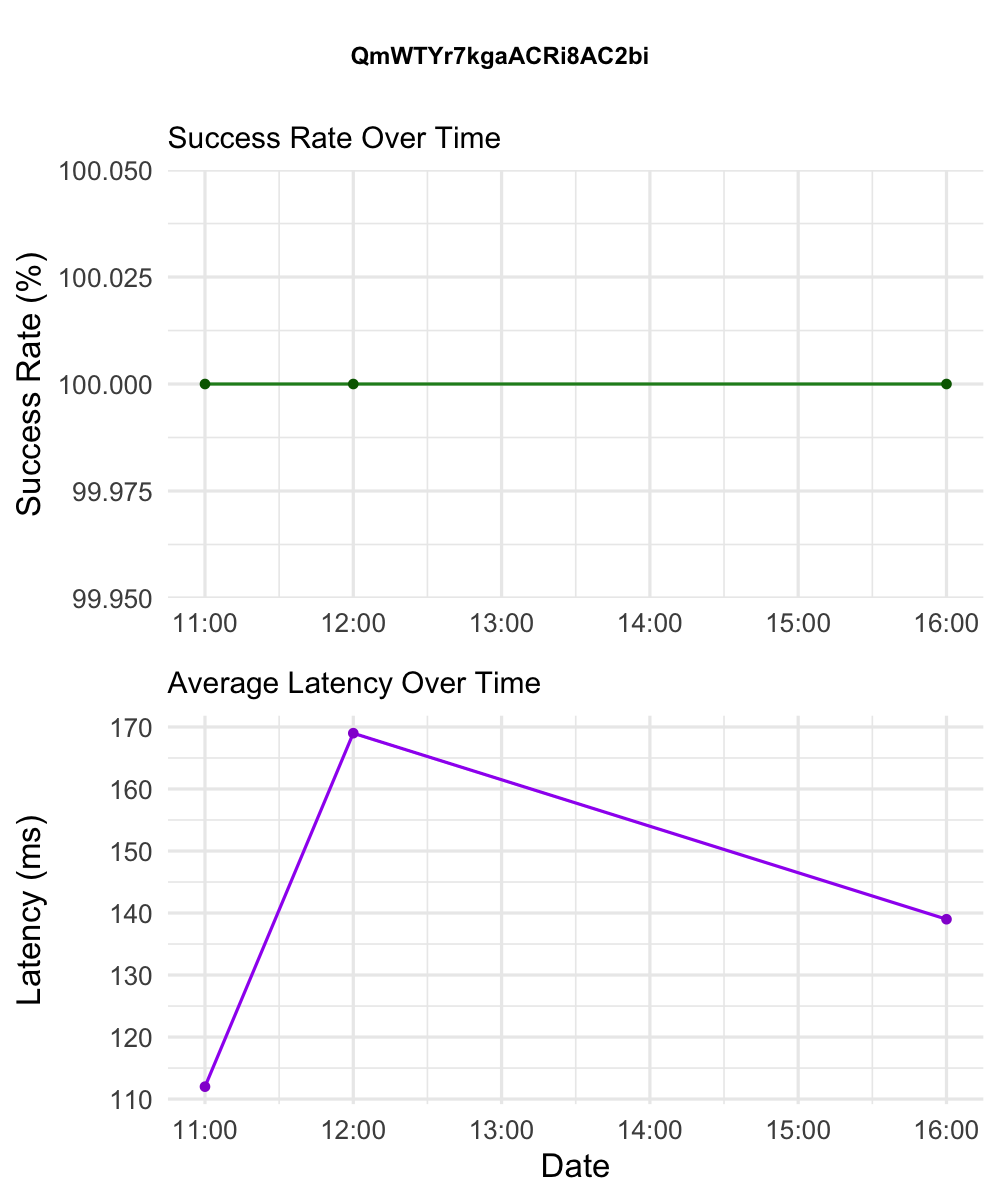 QmWTYr7kgaACRi8AC2bi
Success Rate Over Time
Success Rate (%)
100.050
100.025
100.000
99.975
99.950
11:00 12:00 13:00 14:00 15:00 16:00
Average Latency Over Time
Latency (ms)
170
160
150
140
130
120
110
11:00 12:00 13:00 14:00 15:00 16:00
Date